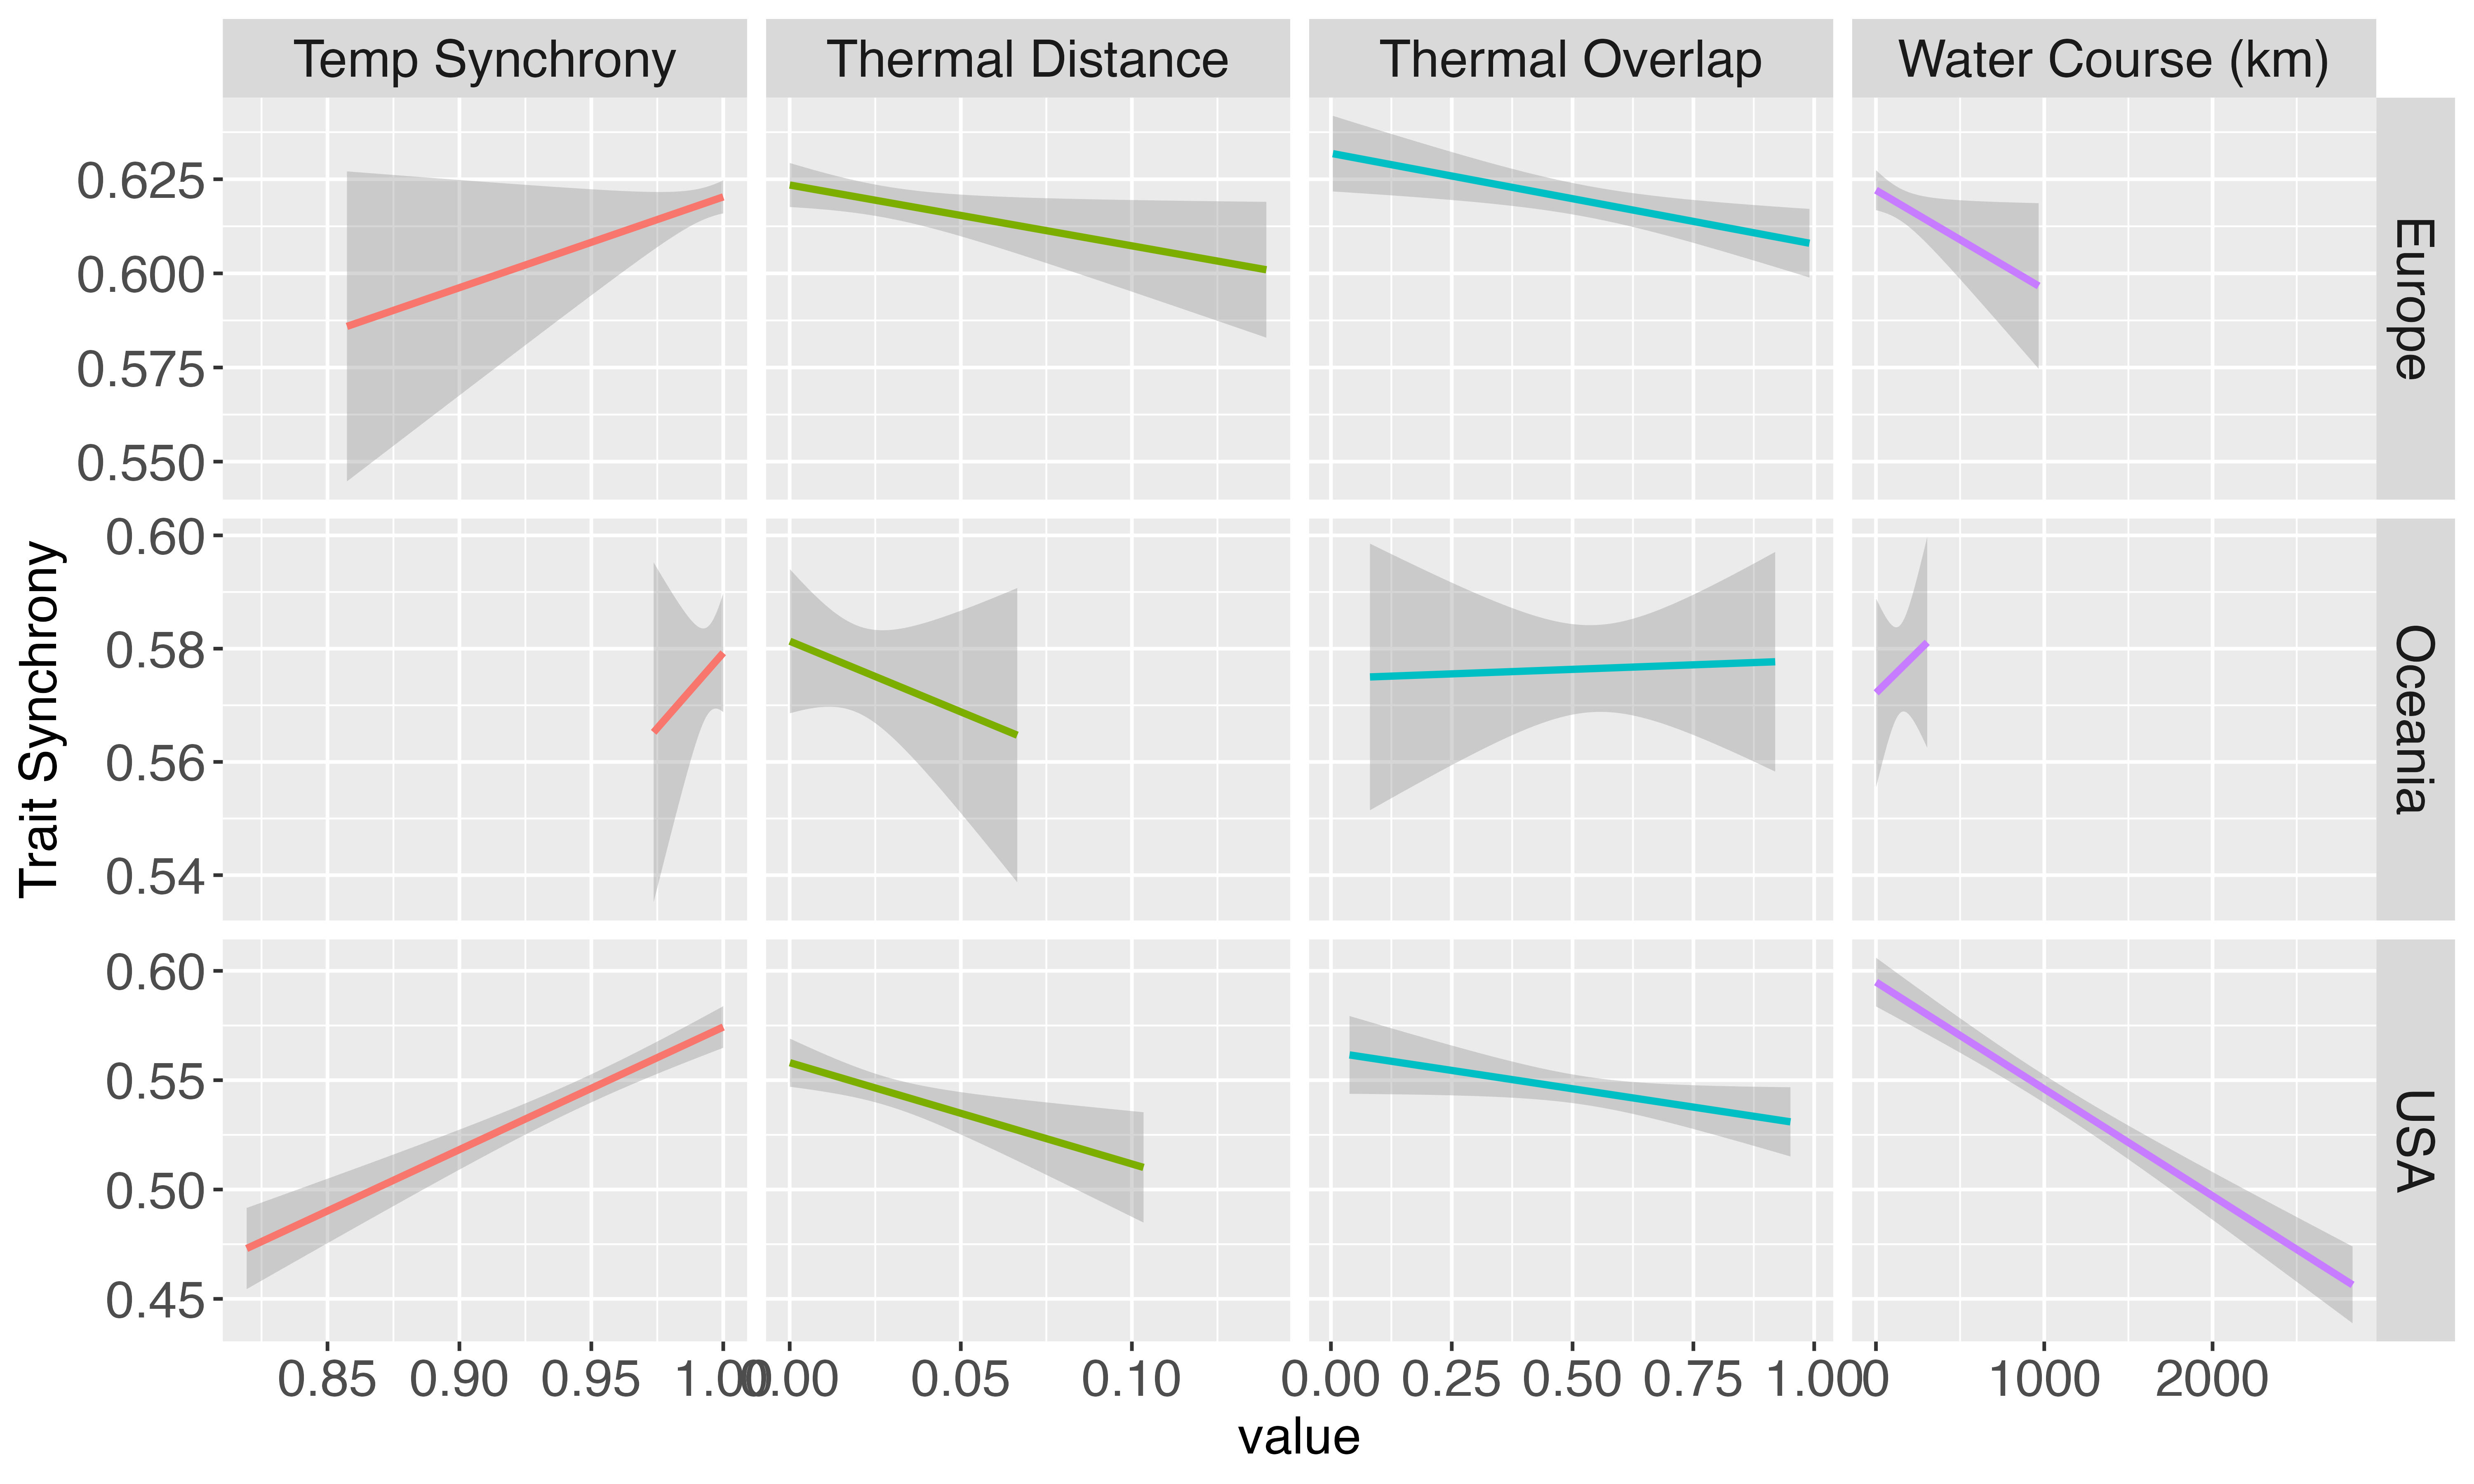 Temp Synchrony
Thermal Distance
Thermal Overlap
Water Course (km)
0.625
0.600
0.575
0.550
Europe
0.60
0.58
0.56
0.54
Oceania
Trait Synchrony
0.60
0.55
0.50
0.45
USA
0.85 0.90 0.95 1.00
0.00 0.05 0.10
0.00 0.25 0.50 0.75 1.00
0 1000 2000
value